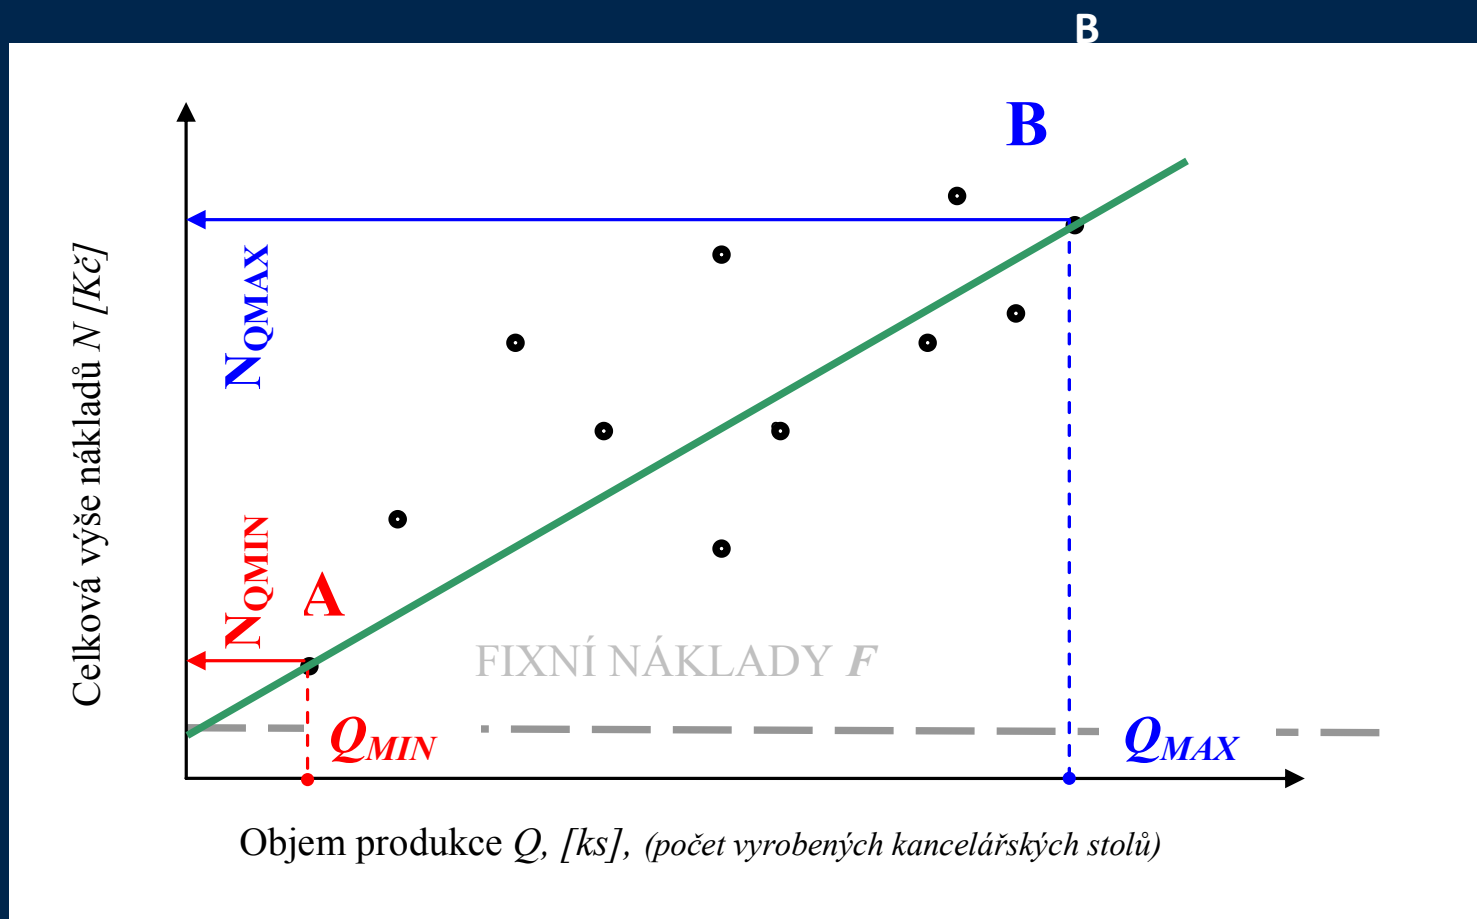 B
B
Celková výše nákladů N [Kč]
NQMAX
NQMIN
A
FIXNÍ NÁKLADY F
QMIN
QMAX
Objem produkce Q, [ks], (počet vyrobených kancelářských stolů)